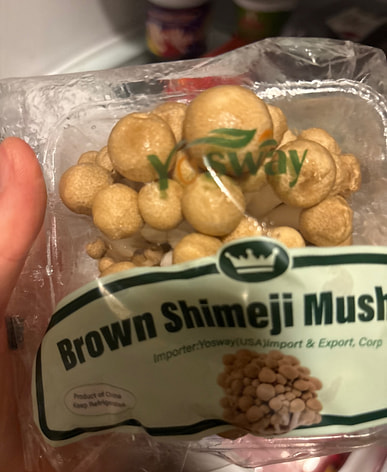 Yosway
Brown Shimeji Mush
Importer:Yosway(USA)Import & Export, Corp
Product of China
Keep Refrigerated